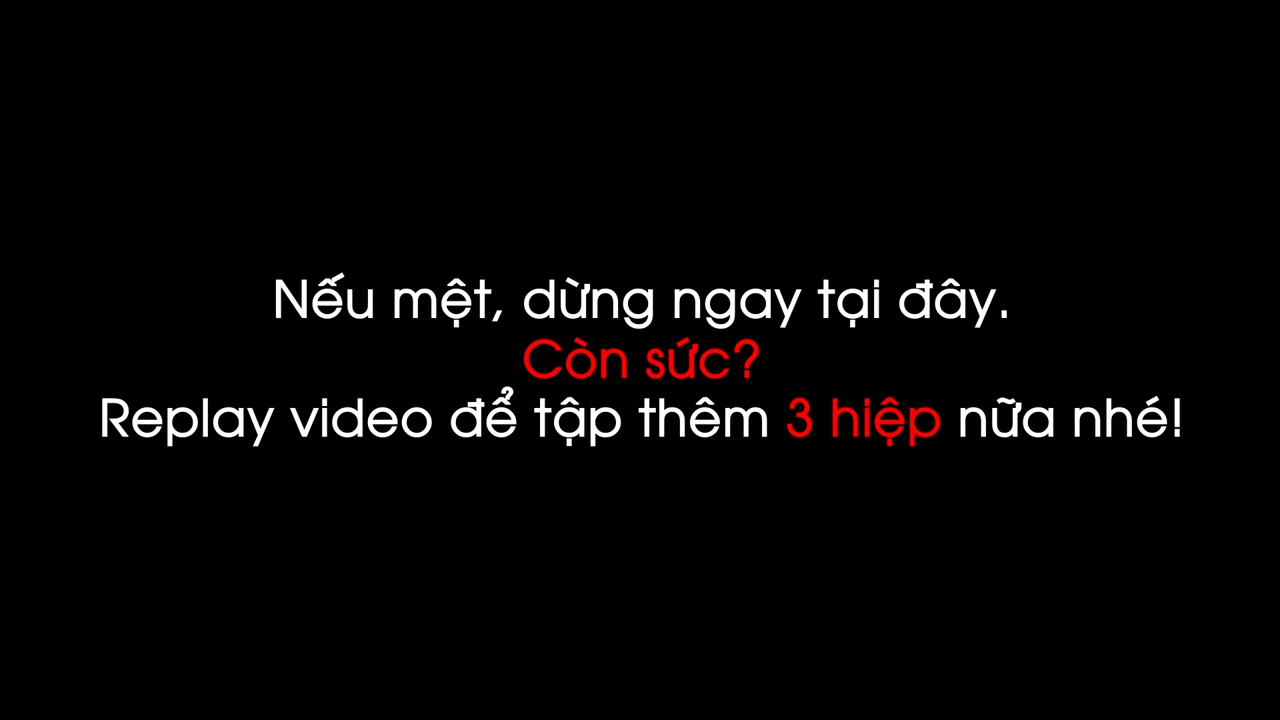 Nếu mệt, dừng ngay tại đây.
Còn sức?
Replay video để tập thêm 3 hiệp nữa nhé!